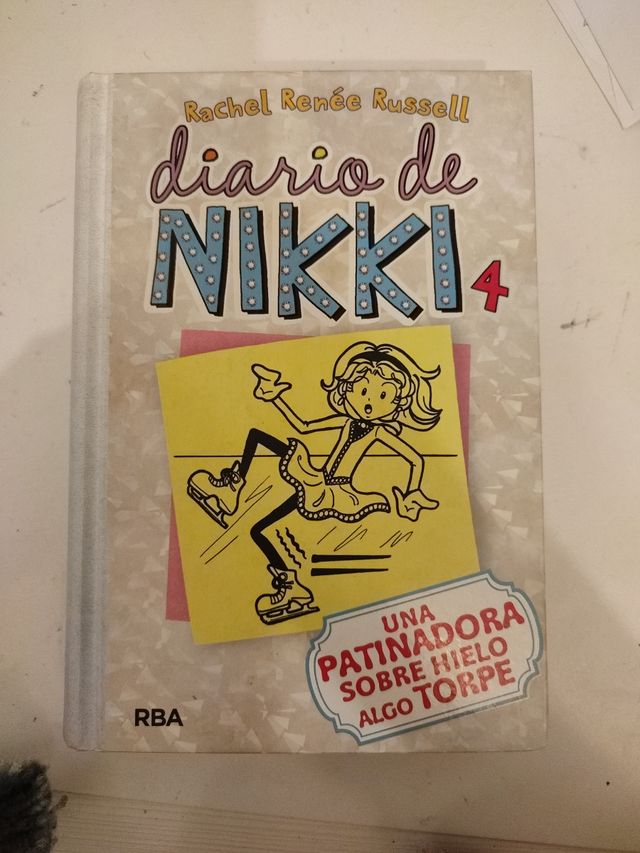 Rachel Renée Russell
diario de
NIKKI 4
UNA
PATINADORA
SOBRE HIELO
ALGO TORPE
RBA